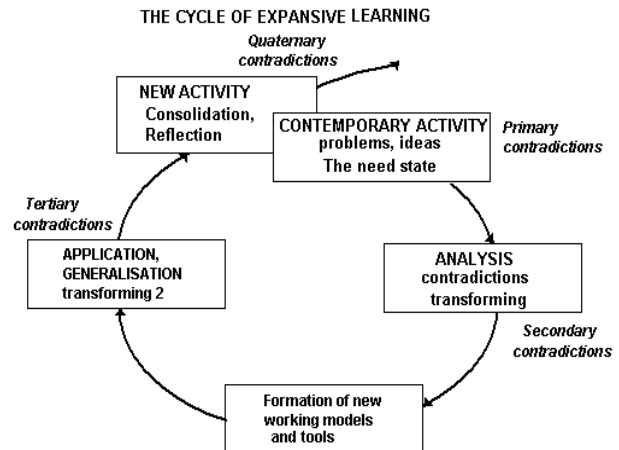 THE CYCLE OF EXPANSIVE LEARNING
Quaternary
contradictions
NEW ACTIVITY
Consolidation,
Reflection
CONTEMPORARY ACTIVITY
problems, ideas
The need state
Primary
contradictions
Tertiary
contradictions
APPLICATION,
GENERALISATION
transforming 2
ANALYSIS
contradictions
transforming
Secondary
contradictions
Formation of new
working models
and tools